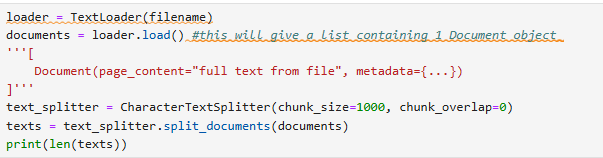 loader = TextLoader(filename)
documents = loader.load() #this will give a list containing 1 Document object
'''[
    Document(page_content="full text from file", metadata={...})
]'''
text_splitter = CharacterTextSplitter(chunk_size=1000, chunk_overlap=0)
texts = text_splitter.split_documents(documents)
print(len(texts))